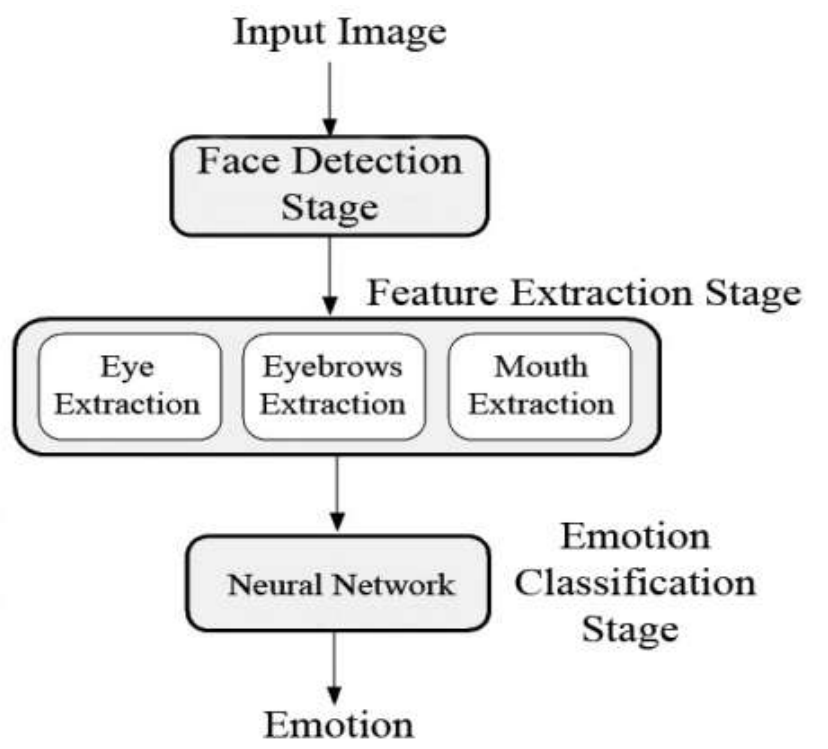 Input Image
Face Detection
Stage
Feature Extraction Stage
Eye
Extraction
Eyebrows
Extraction
Mouth
Extraction
Neural Network
Emotion
Classification
Stage
Emotion